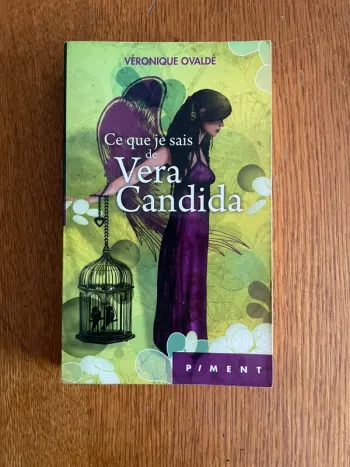 VÉRONIQUE OVALDÉ
Ce que je sais
de
Vera
Candida
PIMENT